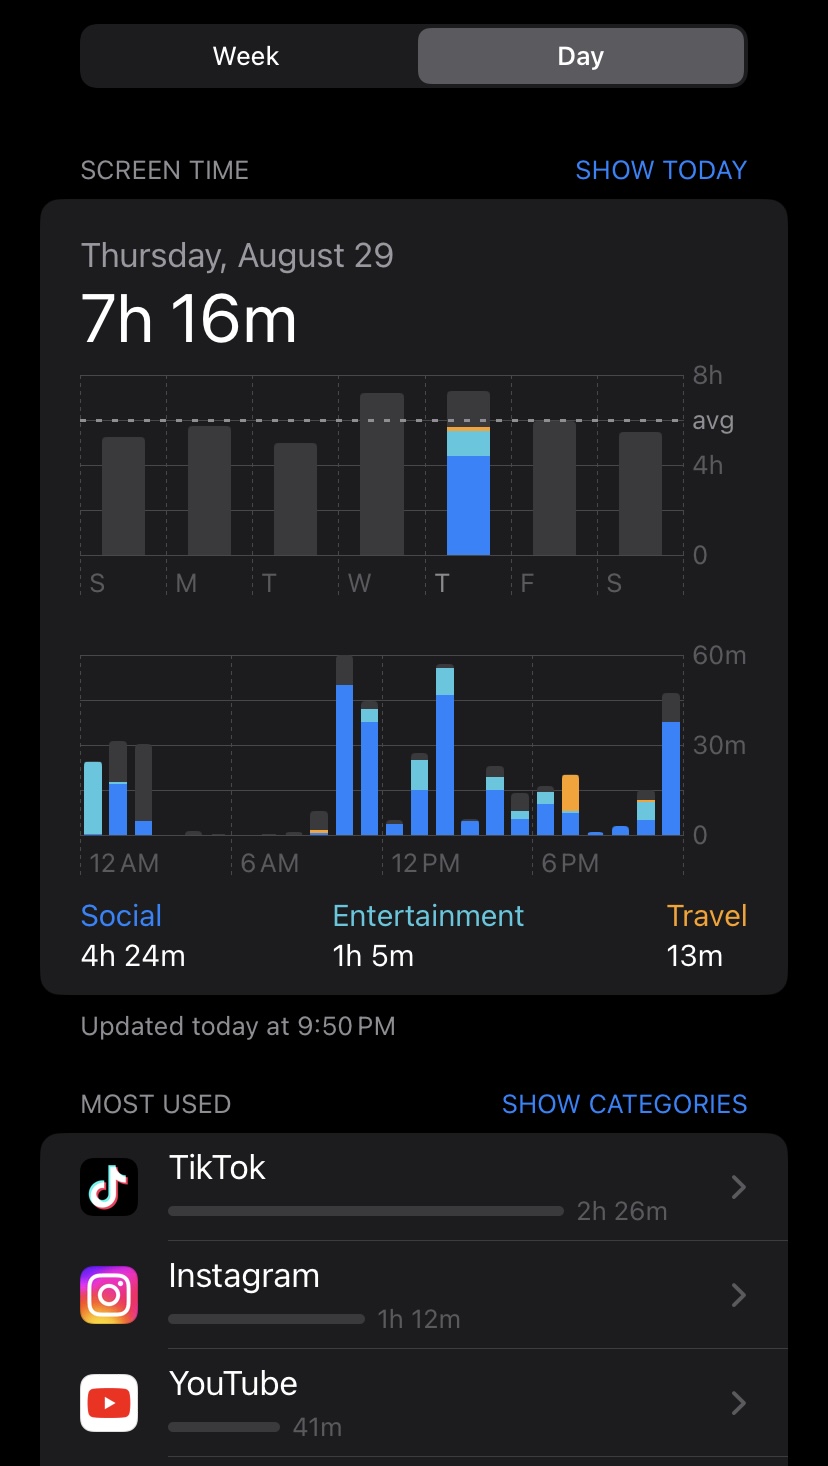 Week Day
SCREEN TIME SHOW TODAY
Thursday, August 29
7h 16m
8h
avg
4h
0
S M T W T F S
60m
30m
0
12 AM 6 AM 12 PM 6 PM
Social Entertainment Travel
4h 24m 1h 5m 13m
Updated today at 9:50 PM
MOST USED SHOW CATEGORIES
TikTok
2h 26m
Instagram
1h 12m
YouTube
41m